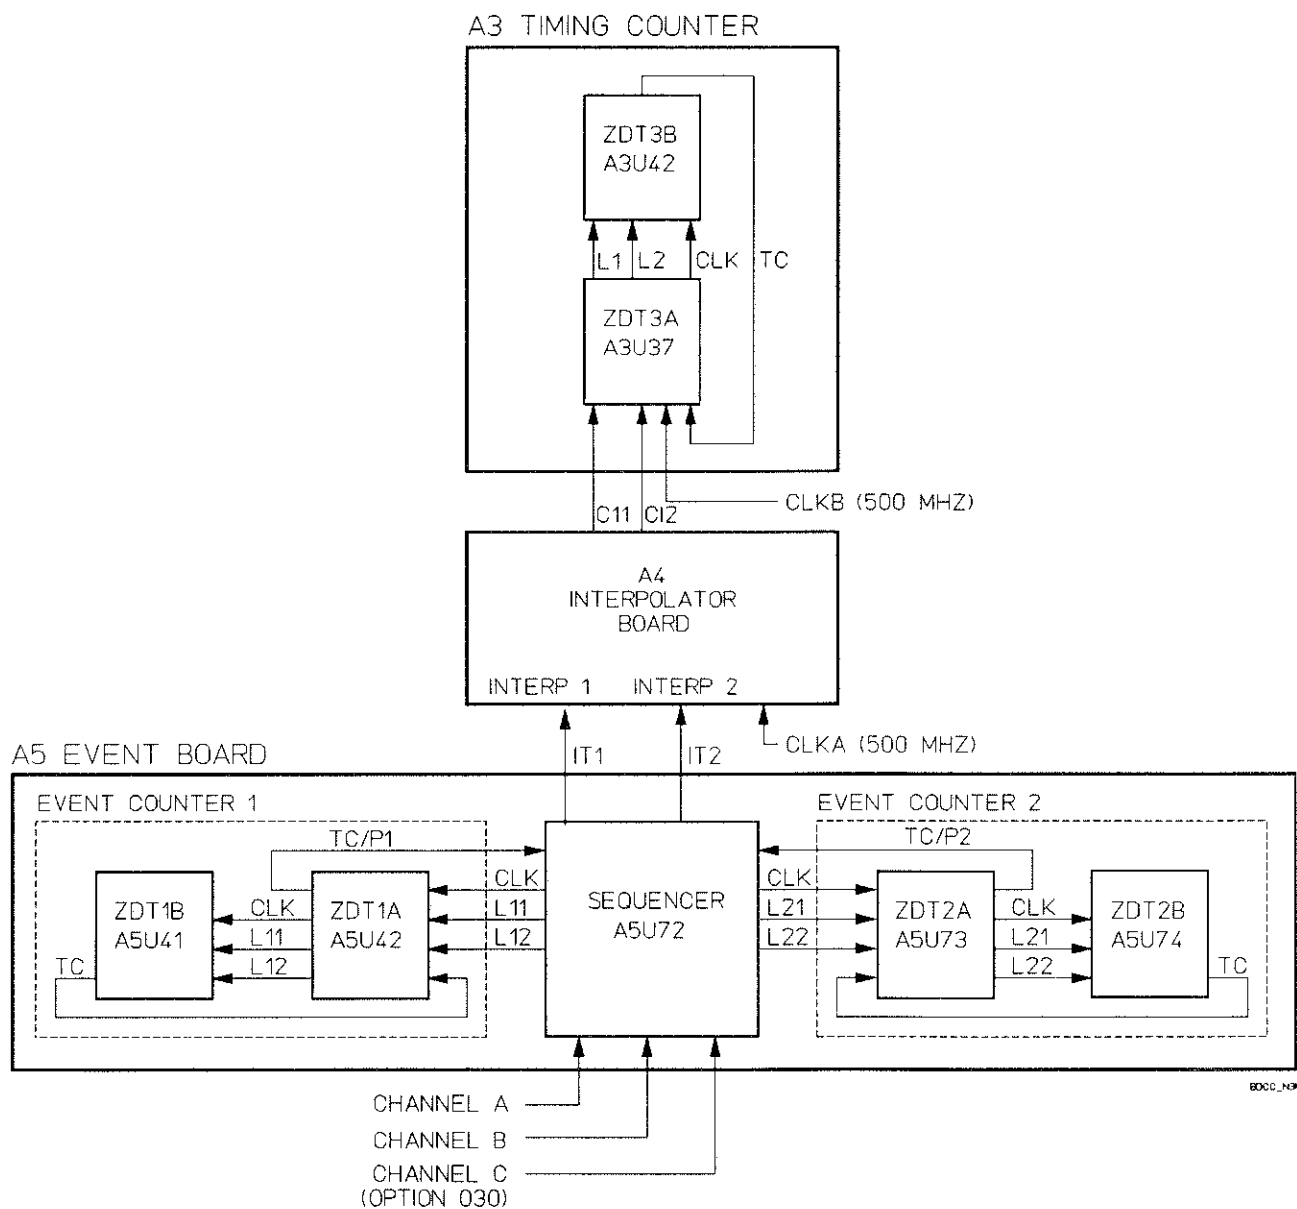 A3 TIMING COUNTER
ZDT3B
A3U42
L1 L2 CLK TC
ZDT3A
A3U37
CLKB (500 MHZ)
C11 CI2
A4
INTERPOLATOR
BOARD
INTERP 1 INTERP 2
A5 EVENT BOARD
IT1 IT2 CLKA (500 MHZ)
EVENT COUNTER 1 EVENT COUNTER 2
TC/P1 TC/P2
CLK CLK
ZDT1B CLK ZDT1A L11 SEQUENCER L21 ZDT2A CLK ZDT2B
A5U41 L11 A5U42 L12 A5U72 L22 A5U73 L21 A5U74
TC L12 L22 TC
CHANNEL A
CHANNEL B
CHANNEL C
(OPTION 030)